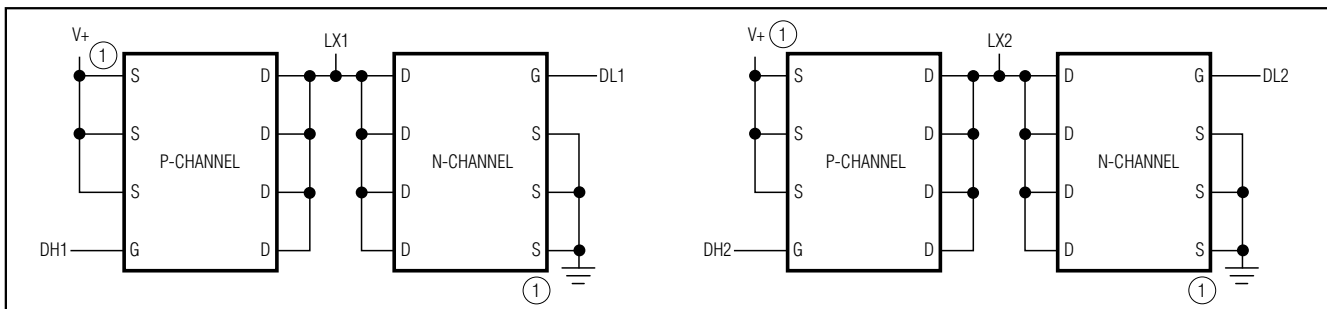 V+ ① LX1 V+ ① LX2
S D D G DL1 S D D G DL2
S D D S S D D S
P-CHANNEL N-CHANNEL P-CHANNEL N-CHANNEL
S D D S S D D S
DH1 G D D S DH2 G D D S
① ①